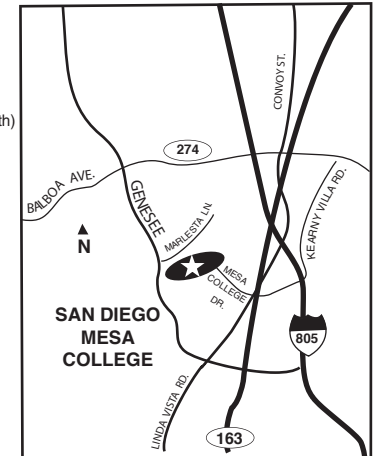 th)
CONVOY ST.
274
BALBOA AVE.
GENESEE
KEARNY VILLA RD.
MARLESTA LN.
N
MESA
COLLEGE
DR.
SAN DIEGO
MESA
COLLEGE
805
LINDA VISTA RD.
163